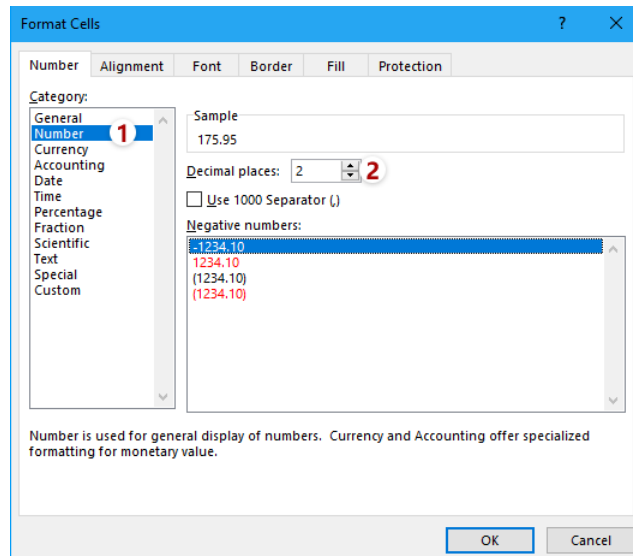 Format Cells ? ×
Number Alignment Font Border Fill Protection
Category:
General
Number 1
Currency
Accounting
Date
Time
Percentage
Fraction
Scientific
Text
Special
Custom
Sample
175.95
Decimal places: 2 2
Use 1000 Separator (,)
Negative numbers:
-1234.10
1234.10
(1234.10)
(1234.10)
Number is used for general display of numbers. Currency and Accounting offer specialized
formatting for monetary value.
OK Cancel